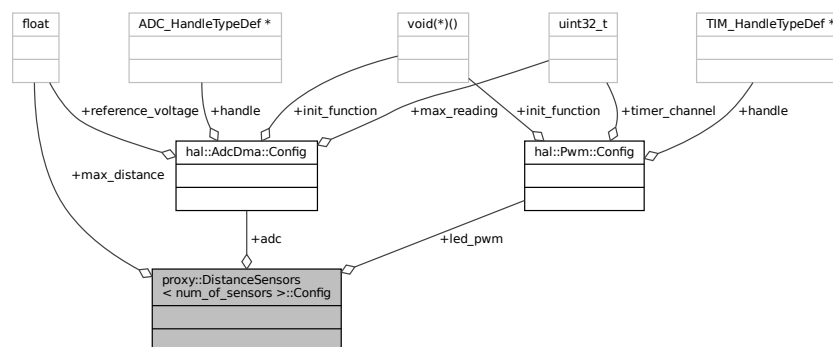 float
ADC_HandleTypeDef *
void(*)()
uint32_t
TIM_HandleTypeDef *
+reference_voltage
+handle
+init_function
+max_reading
+init_function
+timer_channel
+handle
hal::AdcDma::Config
hal::Pwm::Config
+max_distance
+adc
+led_pwm
proxy::DistanceSensors
< num_of_sensors >::Config